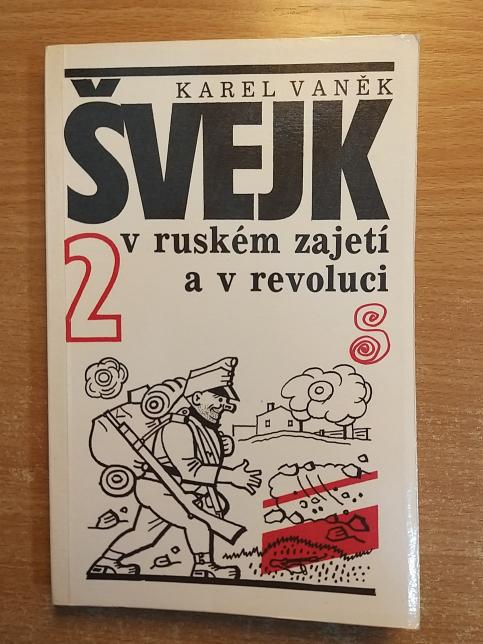 KAREL VANĚK
ŠVEJK
2
v ruském zajetí
a v revoluci